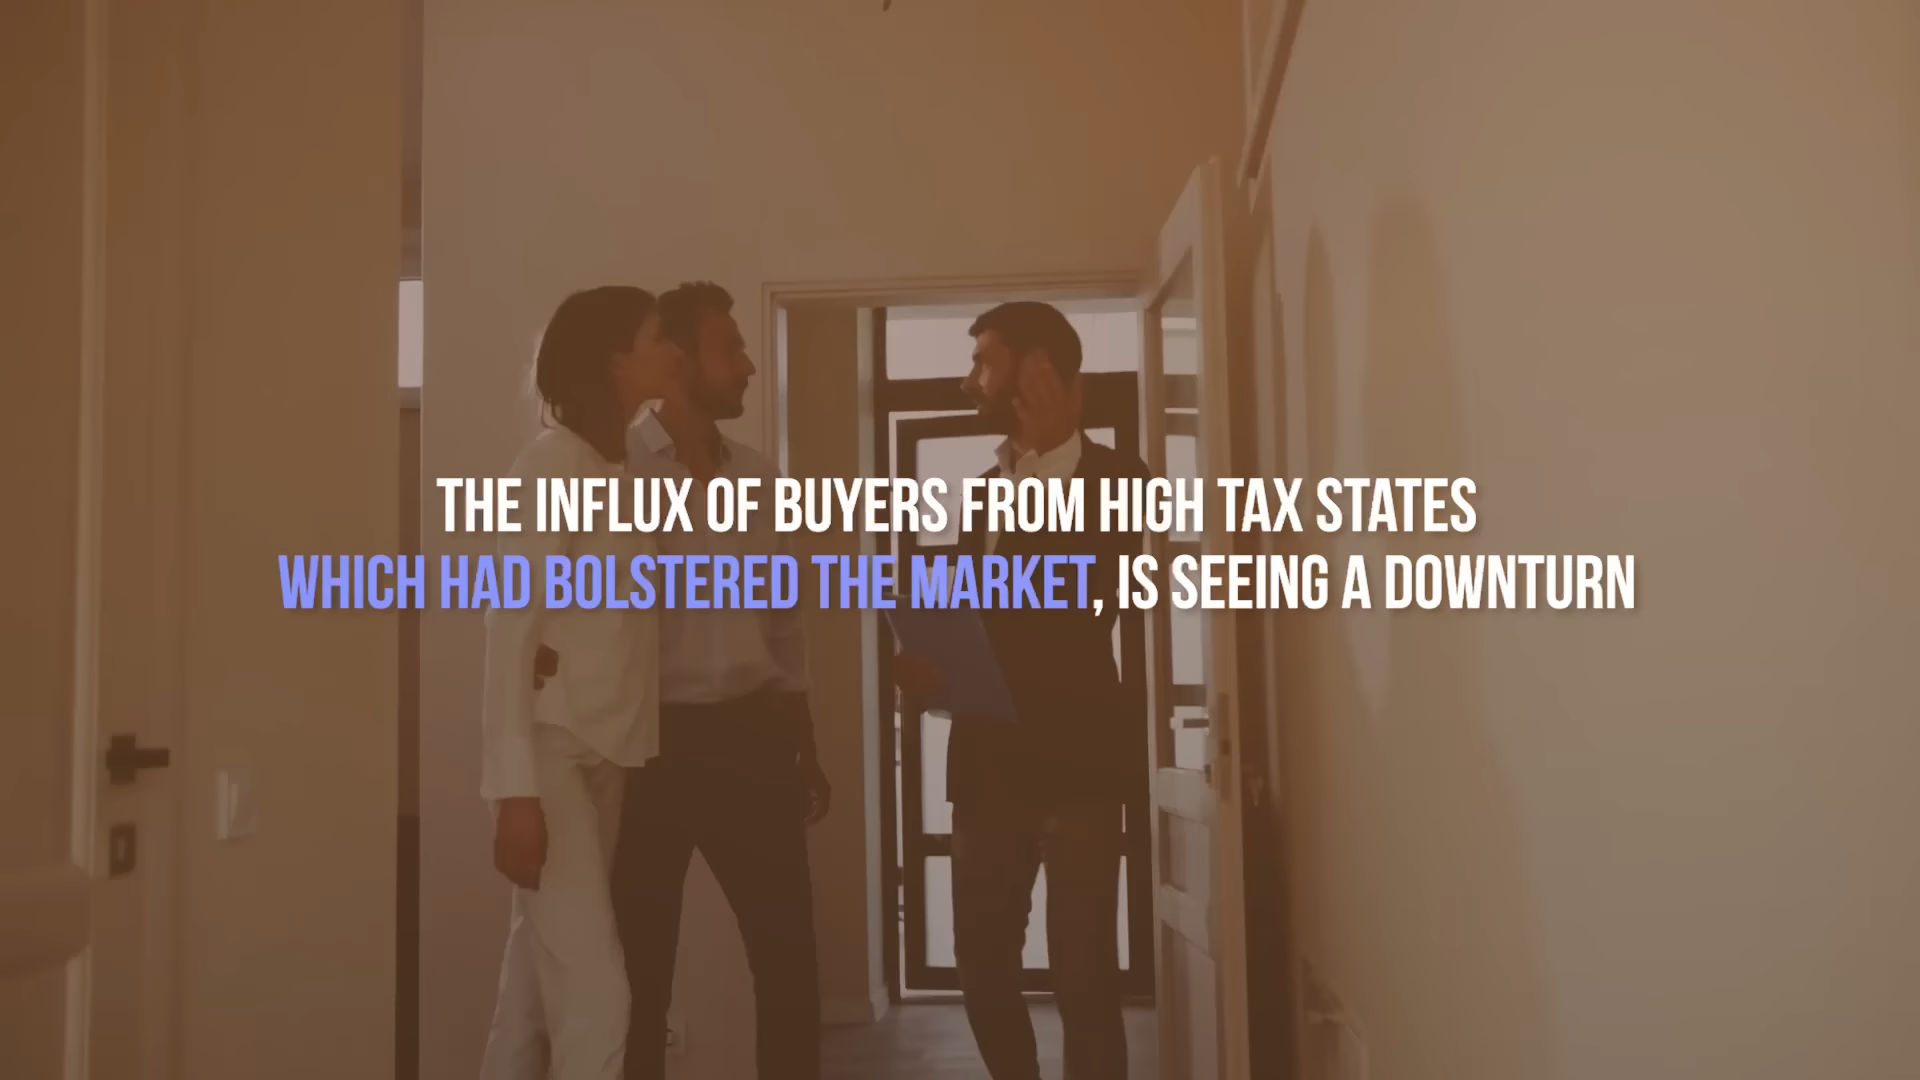 THE INFLUX OF BUYERS FROM HIGH TAX STATES
WHICH HAD BOLSTERED THE MARKET, IS SEEING A DOWNTURN